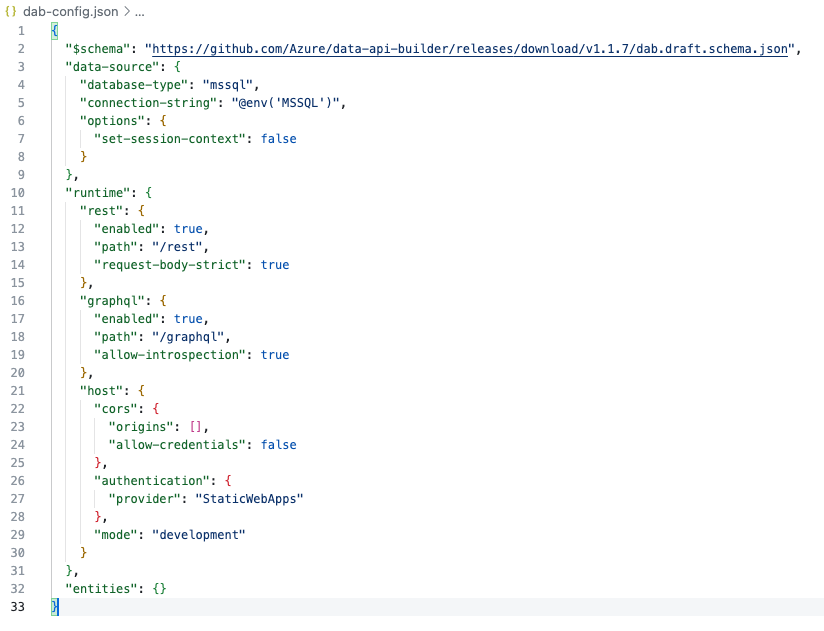 {} dab-config.json > ...
1 {
2 "$schema": "https://github.com/Azure/data-api-builder/releases/download/v1.1.7/dab.draft.schema.json",
3 "data-source": {
4 "database-type": "mssql",
5 "connection-string": "@env('MSSQL')",
6 "options": {
7 "set-session-context": false
8 }
9 },
10 "runtime": {
11 "rest": {
12 "enabled": true,
13 "path": "/rest",
14 "request-body-strict": true
15 },
16 "graphql": {
17 "enabled": true,
18 "path": "/graphql",
19 "allow-introspection": true
20 },
21 "host": {
22 "cors": {
23 "origins": [],
24 "allow-credentials": false
25 },
26 "authentication": {
27 "provider": "StaticWebApps"
28 },
29 "mode": "development"
30 }
31 },
32 "entities": {}
33 }